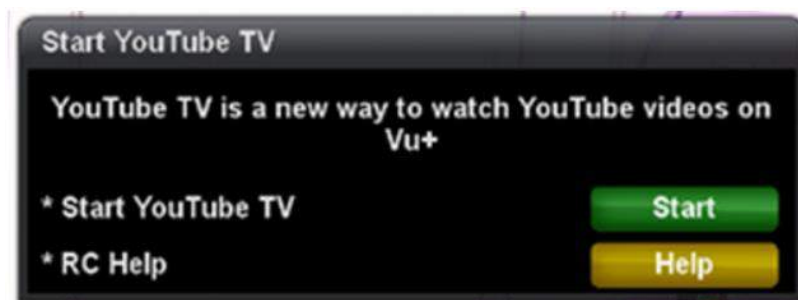 Start YouTube TV
YouTube TV is a new way to watch YouTube videos on
Vu+
* Start YouTube TV Start
* RC Help Help